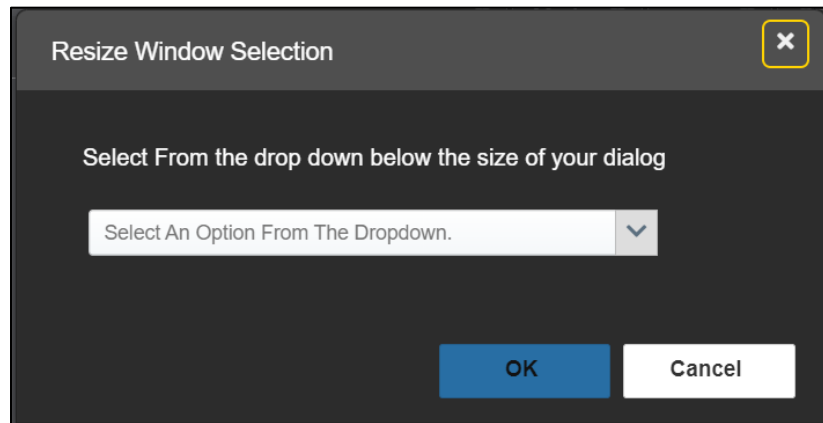 Resize Window Selection
Select From the drop down below the size of your dialog
Select An Option From The Dropdown.
OK
Cancel